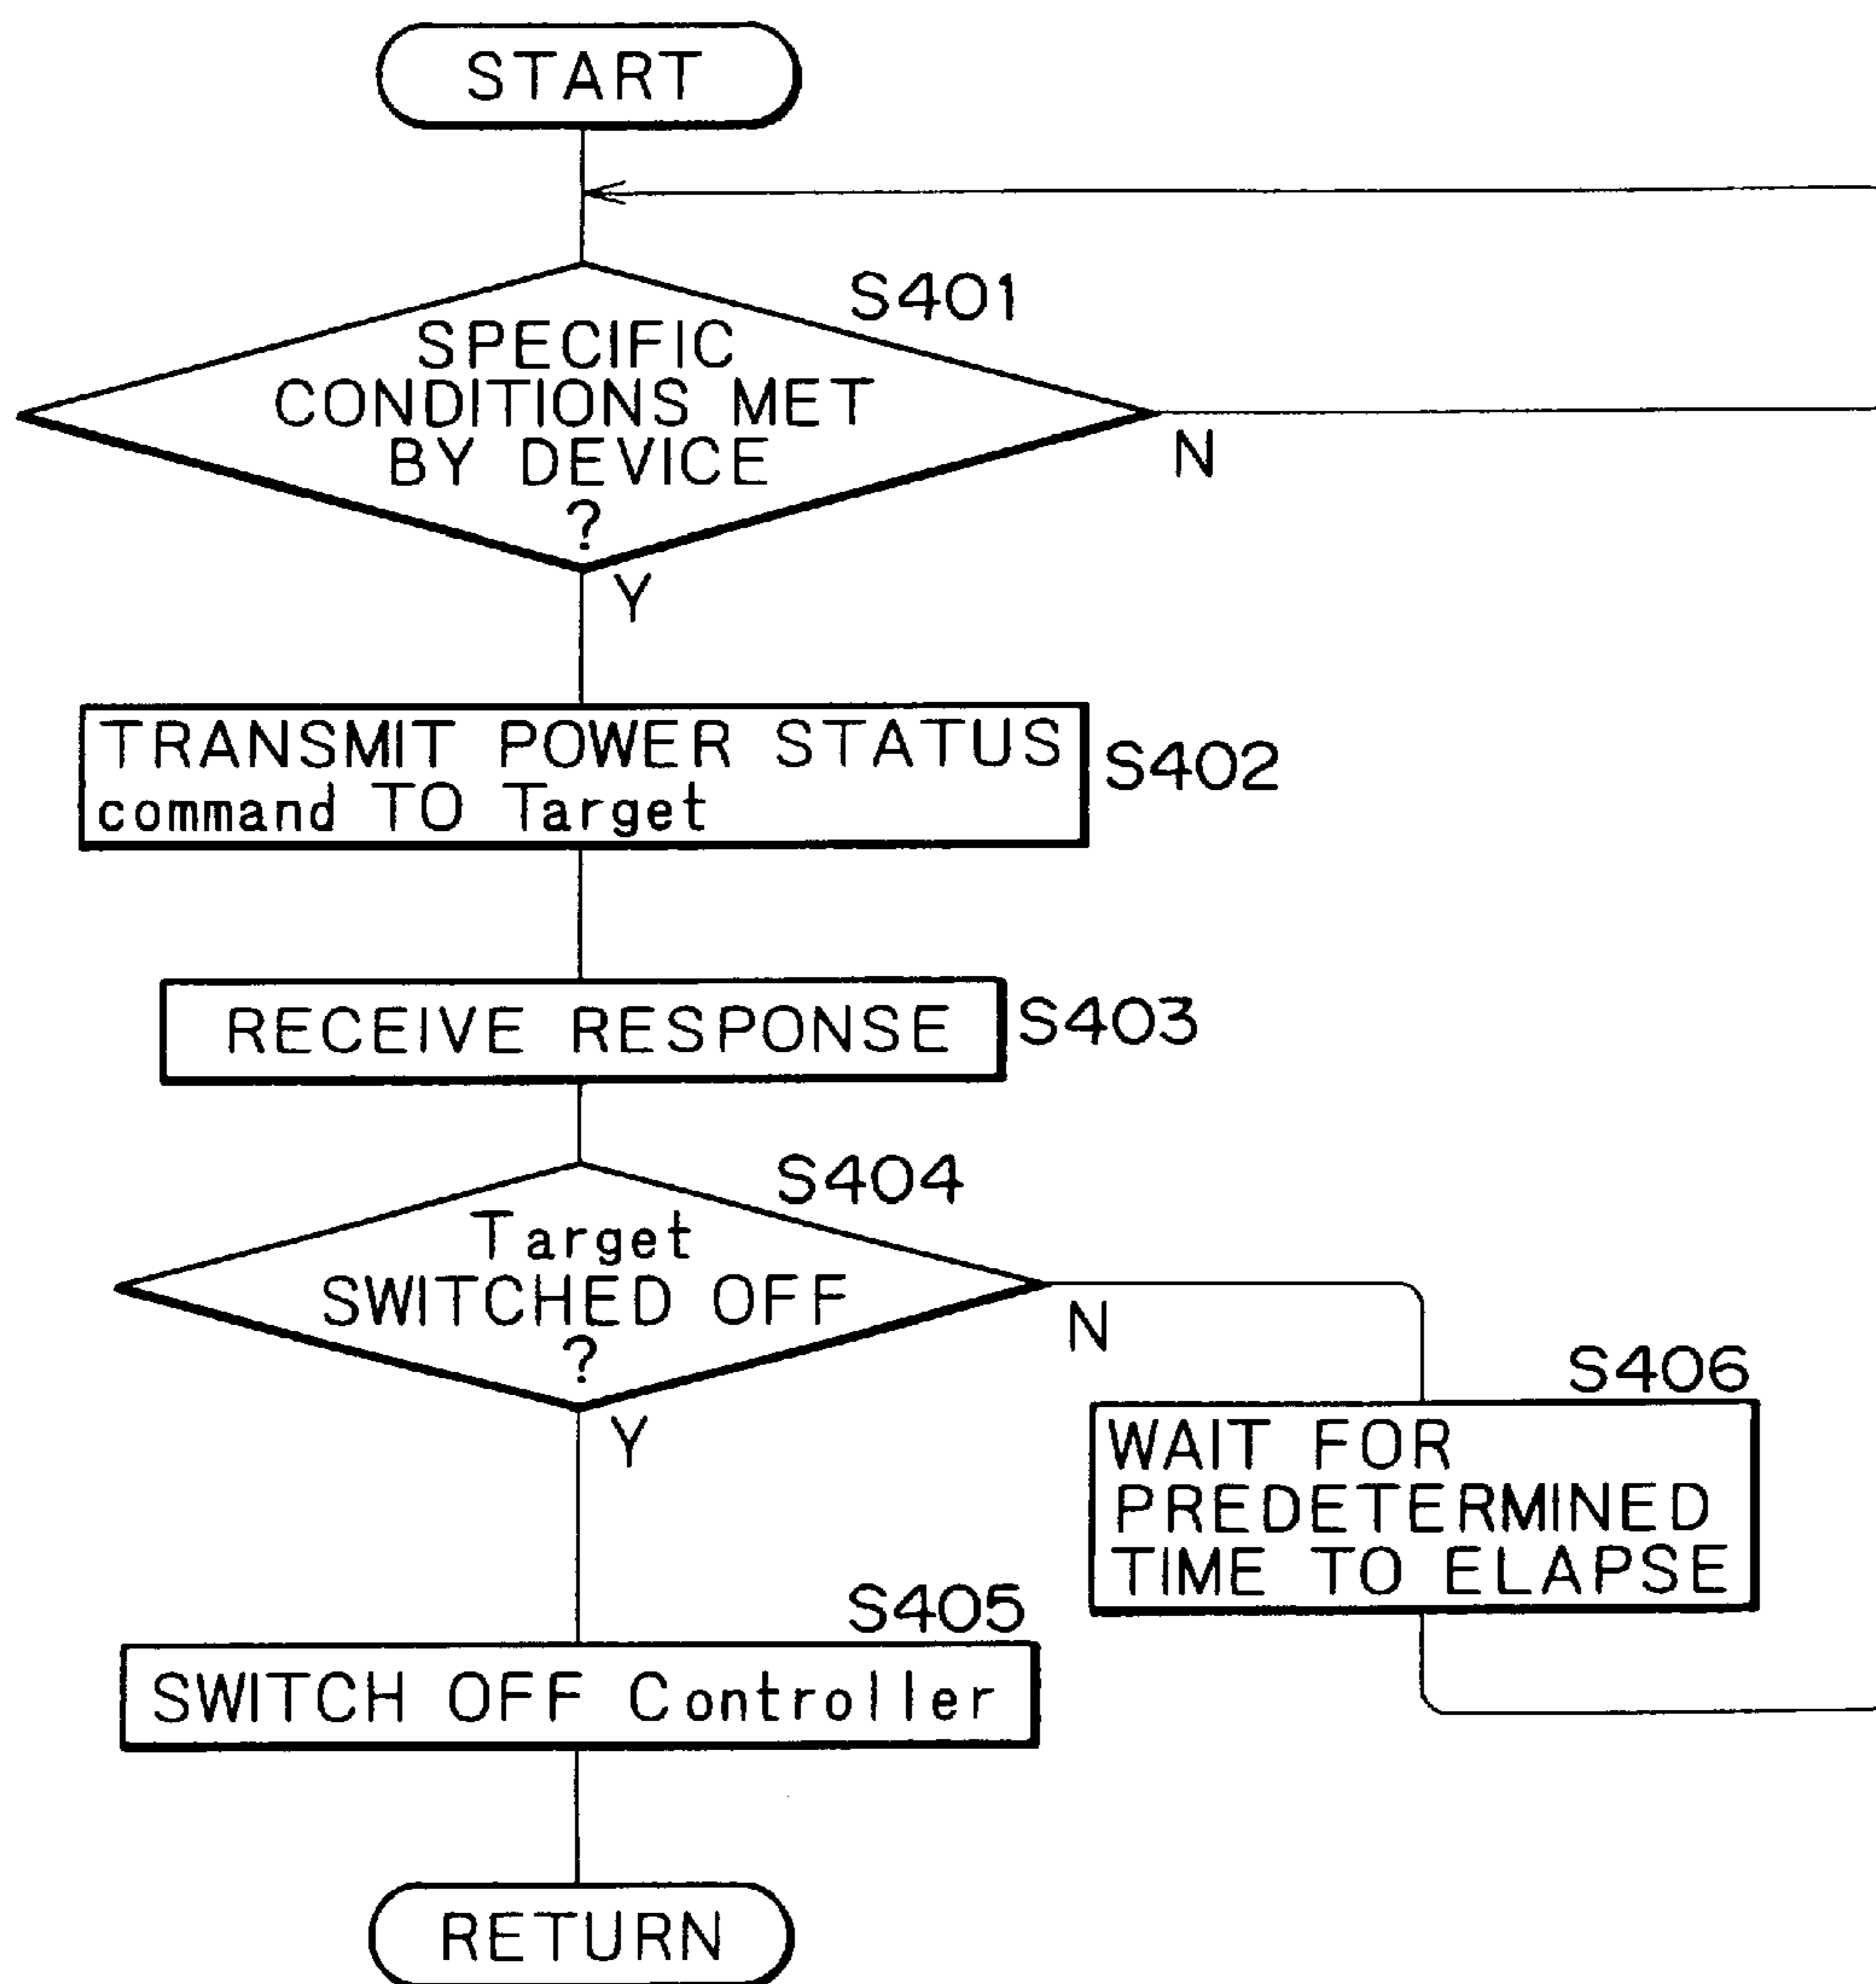 START
S401
SPECIFIC
CONDITIONS MET
BY DEVICE
?
N
Y
TRANSMIT POWER STATUS
command TO Target
S402
RECEIVE RESPONSE
S403
S404
Target
SWITCHED OFF
?
N
Y
S406
WAIT FOR
PREDETERMINED
TIME TO ELAPSE
S405
SWITCH OFF Controller
RETURN